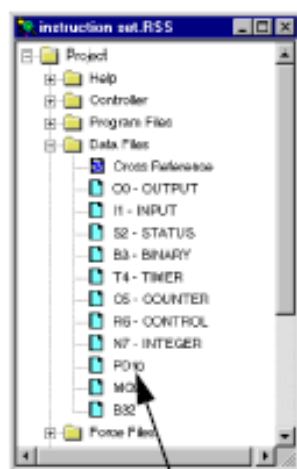 instruction set.RSS
Project
Help
Controller
Program Files
Data Files
Cross Reference
O0 - OUTPUT
I1 - INPUT
S2 - STATUS
B3 - BINARY
T4 - TIMER
C5 - COUNTER
R6 - CONTROL
N7 - INTEGER
PD10
B32
Force Files